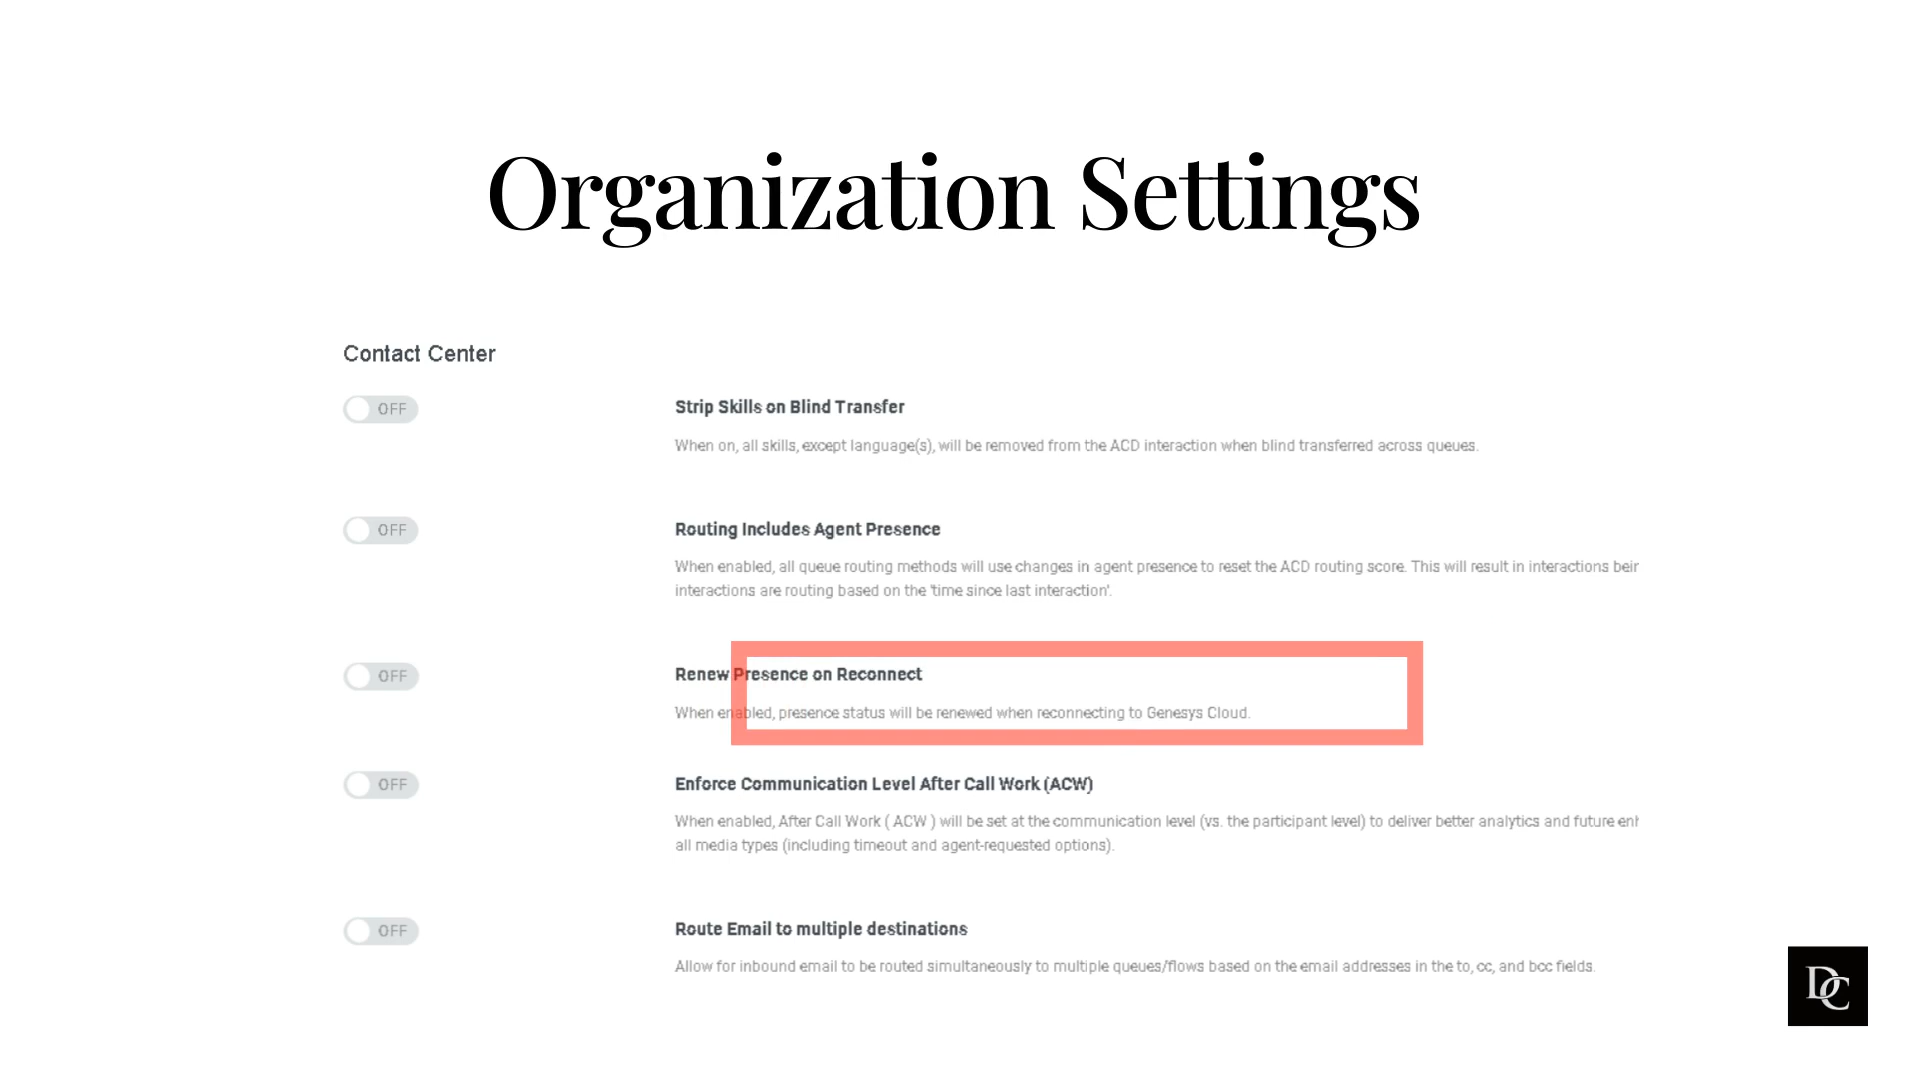 Organization Settings
Contact Center
OFF
Strip Skills on Blind Transfer
When on, all skills, except language(s), will be removed from the ACD interaction when blind transferred across queues.
OFF
Routing Includes Agent Presence
When enabled, all queue routing methods will use changes in agent presence to reset the ACD routing score. This will result in interactions beir
interactions are routing based on the 'time since last interaction'.
OFF
Renew Presence on Reconnect
When enabled, presence status will be renewed when reconnecting to Genesys Cloud.
OFF
Enforce Communication Level After Call Work (ACW)
When enabled, After Call Work ( ACW ) will be set at the communication level (vs. the participant level) to deliver better analytics and future
all media types (including timeout and agent-requested options).
OFF
Route Email to multiple destinations
Allow for inbound email to be routed simultaneously to multiple queues/flows based on the email addresses in the to, cc, and bcc fields.
DC